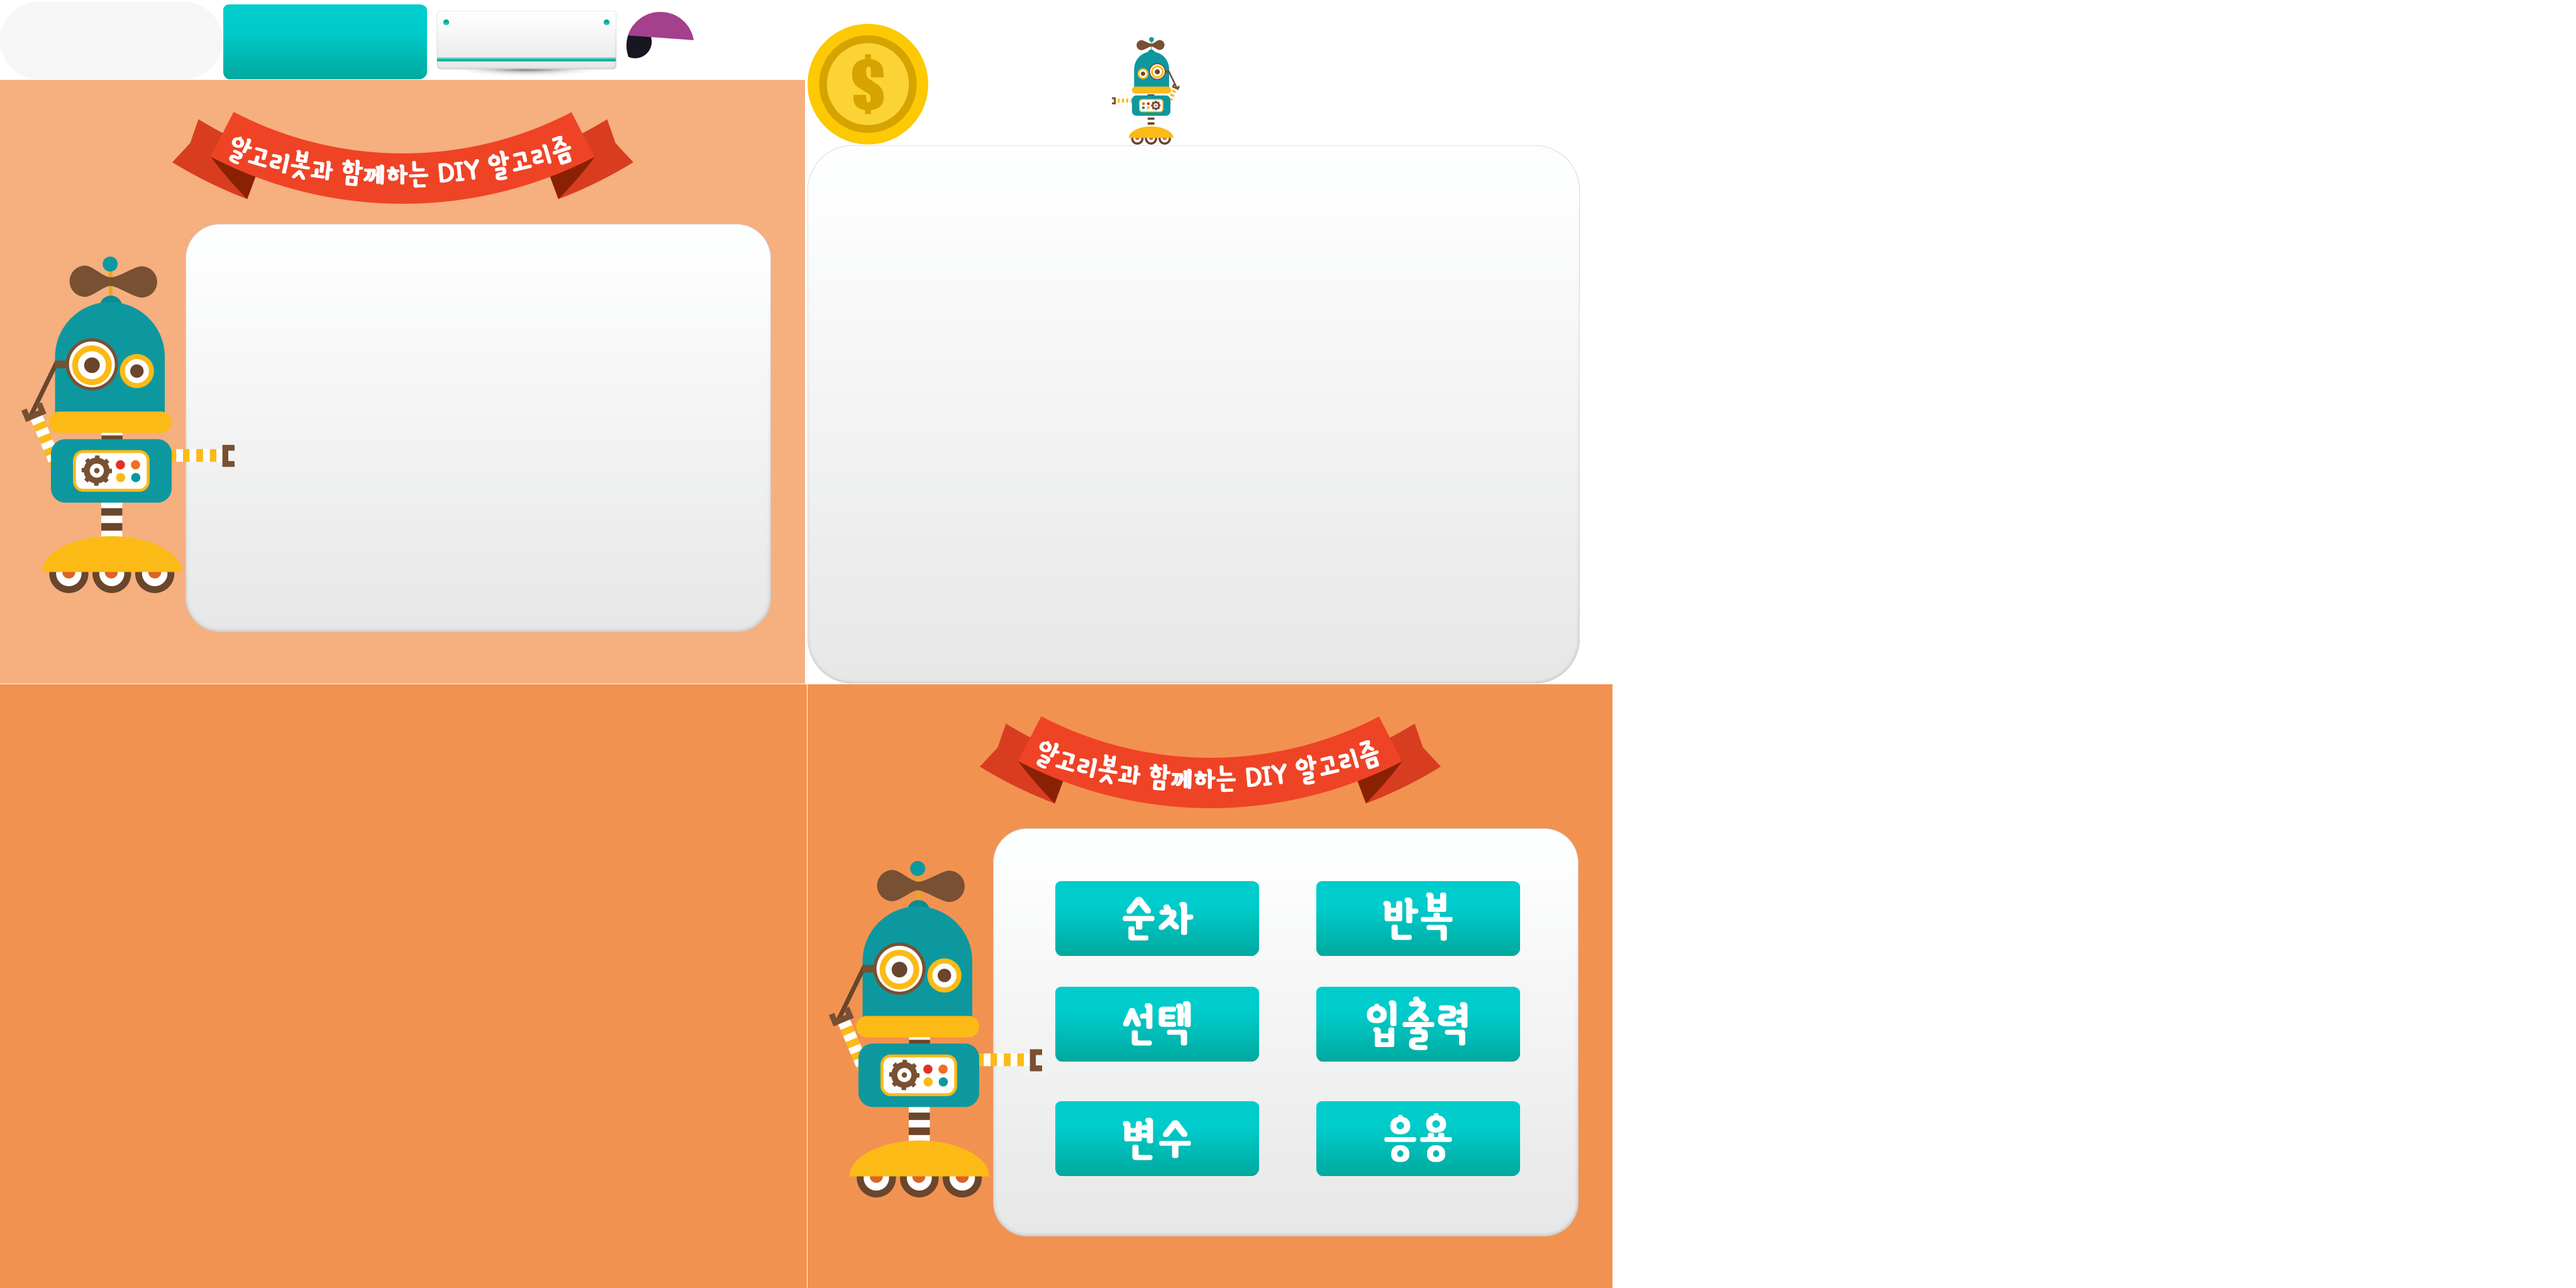 $
알고리봇과 함께하는 DIY 알고리즘
알고리봇과 함께하는 DIY 알고리즘
순차 반복
선택 입출력
변수 응용